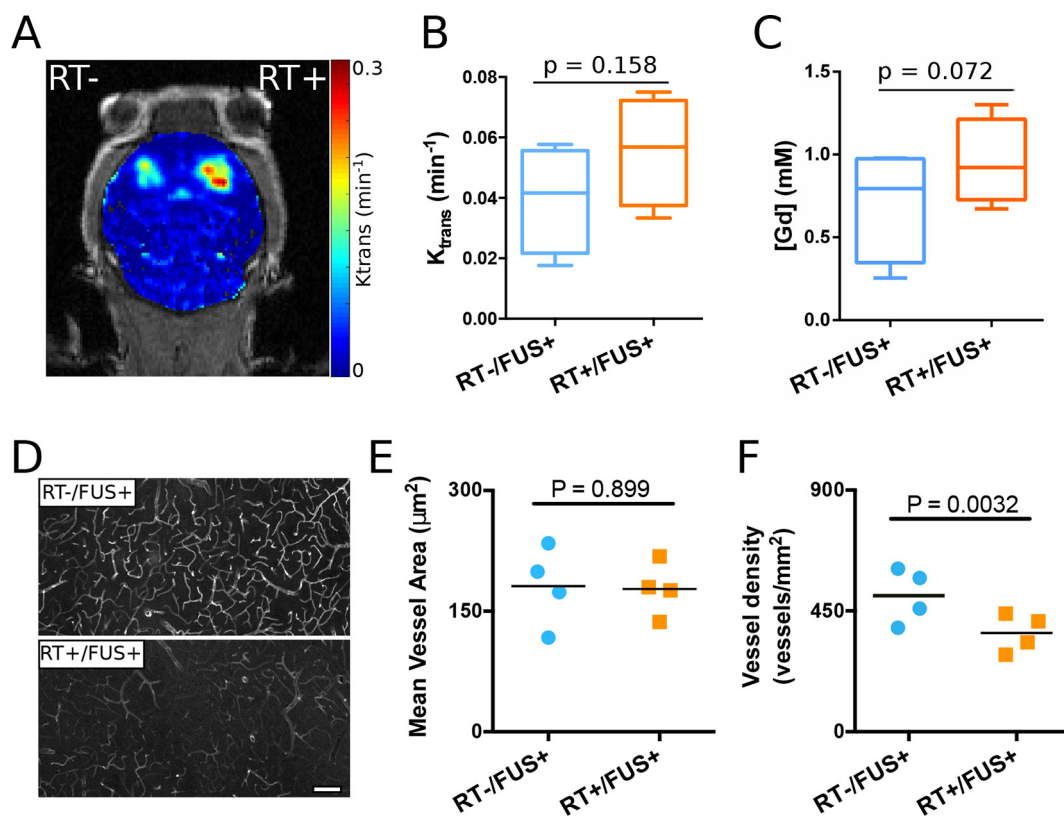 A
RT-
RT+
0.3
Ktrans (min⁻¹)
0
B
p = 0.158
0.08
0.06
0.04
0.02
0.00
Ktrans (min⁻¹)
RT-/FUS+
RT+/FUS+
C
p = 0.072
1.5
1.0
0.5
0.0
[Gd] (mM)
RT-/FUS+
RT+/FUS+
D
RT-/FUS+
RT+/FUS+
E
P = 0.899
300
150
0
Mean Vessel Area (μm²)
RT-/FUS+
RT+/FUS+
F
P = 0.0032
900
450
0
Vessel density
(vessels/mm²)
RT-/FUS+
RT+/FUS+